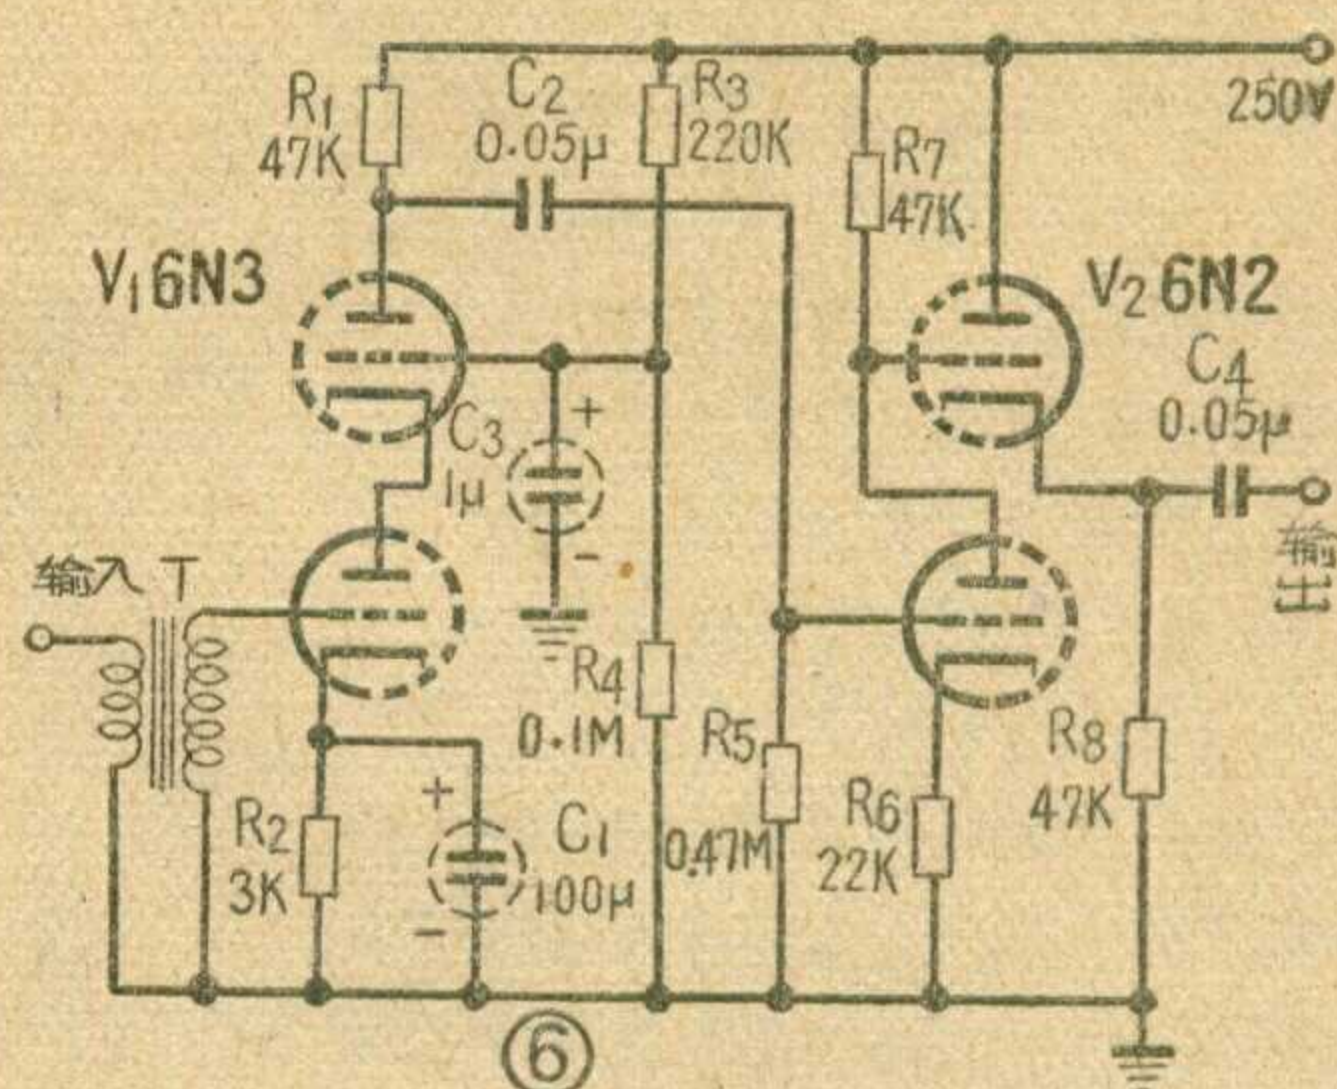 R1
47K
C2
0.05μ
R3
220K
R7
47K
250V
V1 6N3
V2 6N2
C4
0.05μ
C3
1μ
+
-
输入 T
输出
R4
0.1M
R5
0.47M
R2
3K
+
-
C1
100μ
R6
22K
R8
47K
⑥